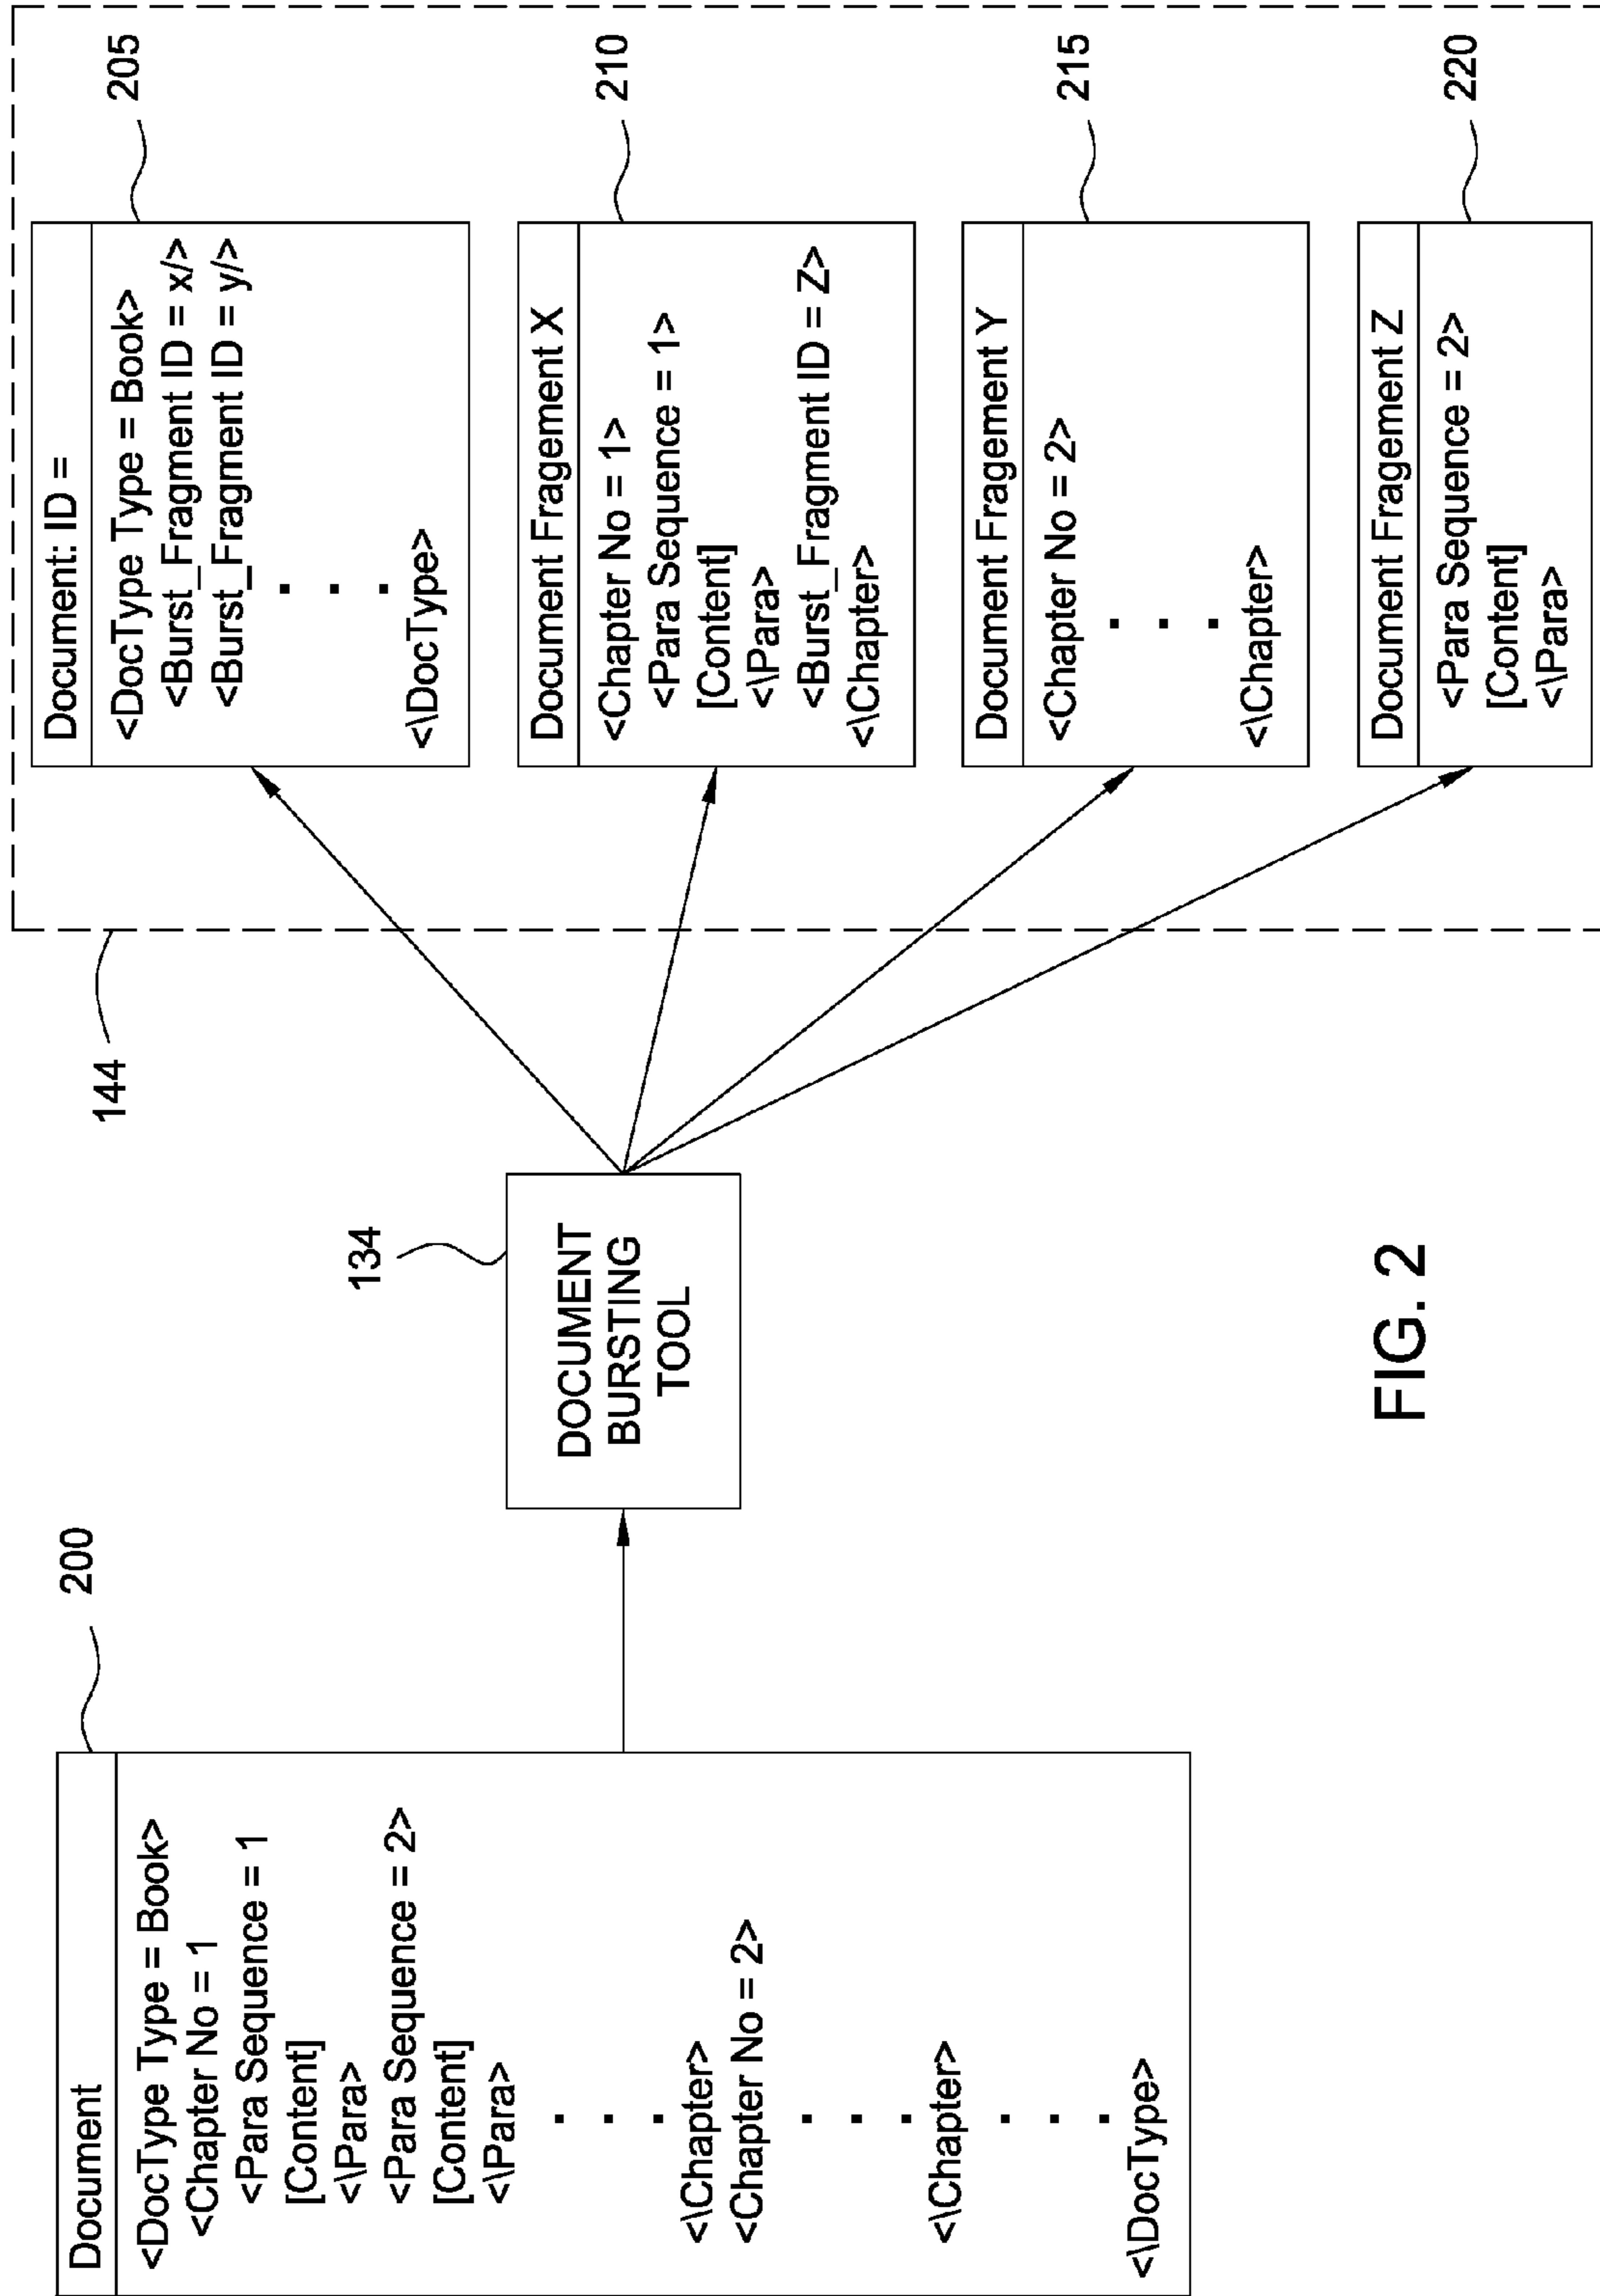 200
Document
<DocType Type = Book>
<Chapter No = 1
<Para Sequence = 1
[Content]
<\Para>
<Para Sequence = 2>
[Content]
<\Para>
. . .
<\Chapter>
<Chapter No = 2>
. . .
<\Chapter>
. . .
<\DocType>
134
DOCUMENT
BURSTING
TOOL
144
205
Document: ID =
<DocType Type = Book>
<Burst_Fragment ID = x/>
<Burst_Fragment ID = y/>
. . .
<\DocType>
210
Document Fragement X
<Chapter No = 1>
<Para Sequence = 1>
[Content]
<\Para>
<Burst_Fragment ID = Z>
<\Chapter>
215
Document Fragement Y
<Chapter No = 2>
. . .
<\Chapter>
220
Document Fragement Z
<Para Sequence = 2>
[Content]
<\Para>
FIG. 2